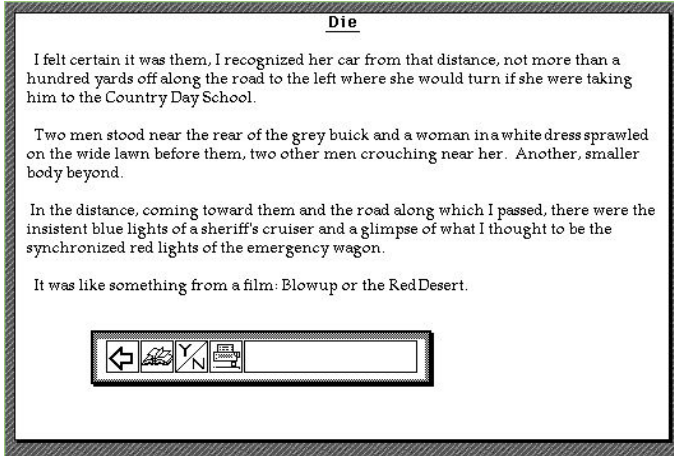 Die
I felt certain it was them, I recognized her car from that distance, not more than a
hundred yards off along the road to the left where she would turn if she were taking
him to the Country Day School.
Two men stood near the rear of the grey buick and a woman in a white dress sprawled
on the wide lawn before them, two other men crouching near her. Another, smaller
body beyond.
In the distance, coming toward them and the road along which I passed, there were the
insistent blue lights of a sheriff's cruiser and a glimpse of what I thought to be the
synchronized red lights of the emergency wagon.
It was like something from a film: Blowup or the Red Desert.
Y/N